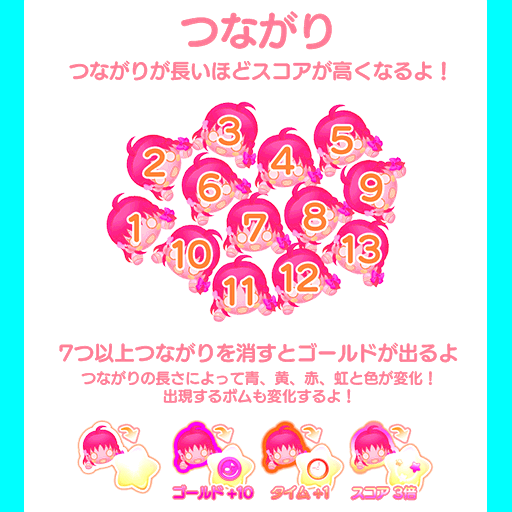 つながり
つながりが長いほどスコアが高くなるよ！
3
5
2
4
6
9
1
7
8
10
13
11
12
7つ以上つながりを消すとゴールドが出るよ
つながりの長さによって青、黄、赤、虹と色が変化！
出現するボムも変化するよ！
ゴールド +10 タイム +1 スコア 3倍